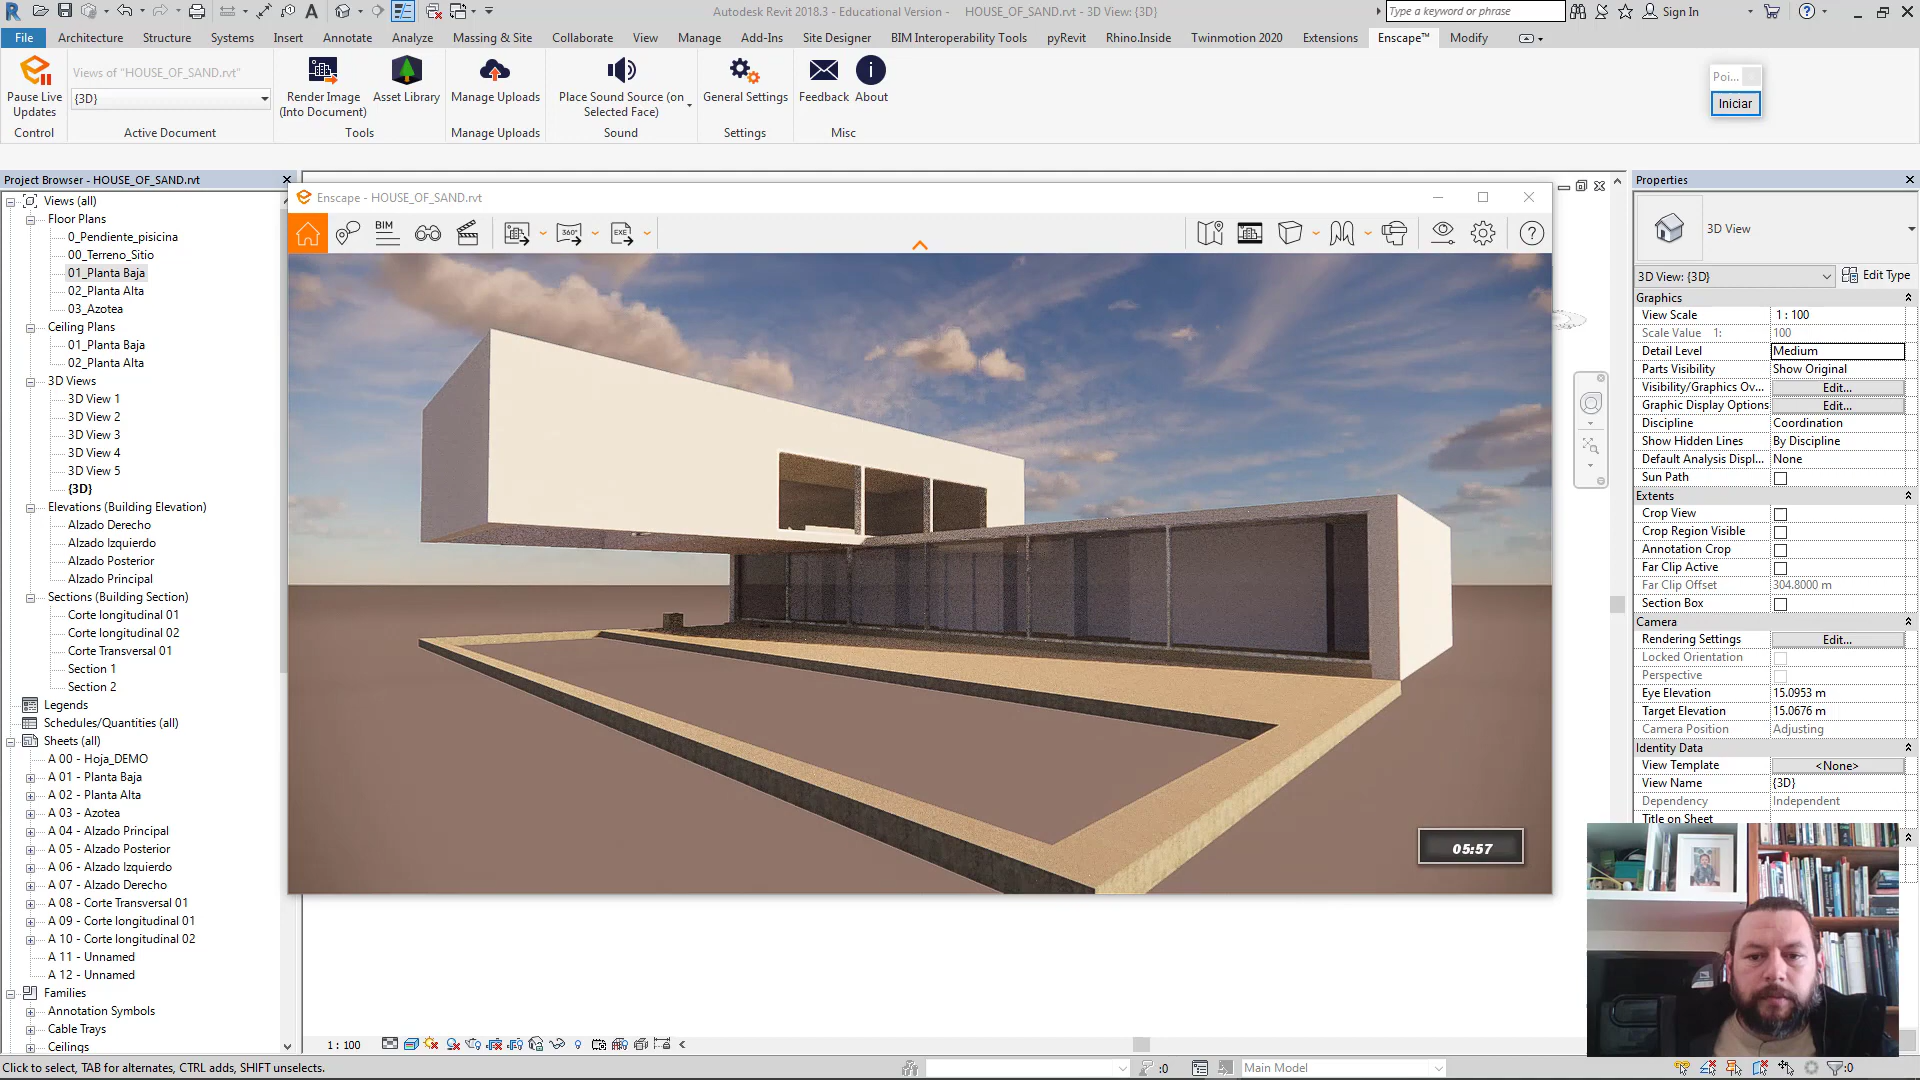 Autodesk Revit 2018.3 - Educational Version - HOUSE_OF_SAND.rvt - 3D View: {3D}
Type a keyword or phrase
Sign In
File Architecture Structure Systems Insert Annotate Analyze Massing & Site Collaborate View Manage Add-Ins Site Designer BIM Interoperability Tools pyRevit Rhino.Inside Twinmotion 2020 Extensions Enscape™ Modify
Pause Live
Updates
Control
Views of "HOUSE_OF_SAND.rvt"
{3D}
Active Document
Render Image
(Into Document)
Asset Library
Tools
Manage Uploads
Manage Uploads
Place Sound Source (on
Selected Face)
Sound
General Settings
Settings
Feedback
About
Misc
Poi...
Iniciar
Project Browser - HOUSE_OF_SAND.rvt
Views (all)
Floor Plans
0_Pendiente_pisicina
00_Terreno_Sitio
01_Planta Baja
02_Planta Alta
03_Azotea
Ceiling Plans
01_Planta Baja
02_Planta Alta
3D Views
3D View 1
3D View 2
3D View 3
3D View 4
3D View 5
{3D}
Elevations (Building Elevation)
Alzado Derecho
Alzado Izquierdo
Alzado Posterior
Alzado Principal
Sections (Building Section)
Corte longitudinal 01
Corte longitudinal 02
Corte Transversal 01
Section 1
Section 2
Legends
Schedules/Quantities (all)
Sheets (all)
A 00 - Hoja_DEMO
A 01 - Planta Baja
A 02 - Planta Alta
A 03 - Azotea
A 04 - Alzado Principal
A 05 - Alzado Posterior
A 06 - Alzado Izquierdo
A 07 - Alzado Derecho
A 08 - Corte Transversal 01
A 09 - Corte longitudinal 01
A 10 - Corte longitudinal 02
A 11 - Unnamed
A 12 - Unnamed
Families
Annotation Symbols
Cable Trays
Ceilings
Enscape - HOUSE_OF_SAND.rvt
BIM
360°
EXE
05:57
Properties
3D View
3D View: {3D}
Edit Type
Graphics
View Scale 1 : 100
Scale Value 1: 100
Detail Level Medium
Parts Visibility Show Original
Visibility/Graphics Ov... Edit...
Graphic Display Options Edit...
Discipline Coordination
Show Hidden Lines By Discipline
Default Analysis Displ... None
Sun Path
Extents
Crop View
Crop Region Visible
Annotation Crop
Far Clip Active
Far Clip Offset 304.8000 m
Section Box
Camera
Rendering Settings Edit...
Locked Orientation
Perspective
Eye Elevation 15.0953 m
Target Elevation 15.0676 m
Camera Position Adjusting
Identity Data
View Template <None>
View Name {3D}
Dependency Independent
Title on Sheet
1 : 100
Click to select, TAB for alternates, CTRL adds, SHIFT unselects.
:0
Main Model
:0